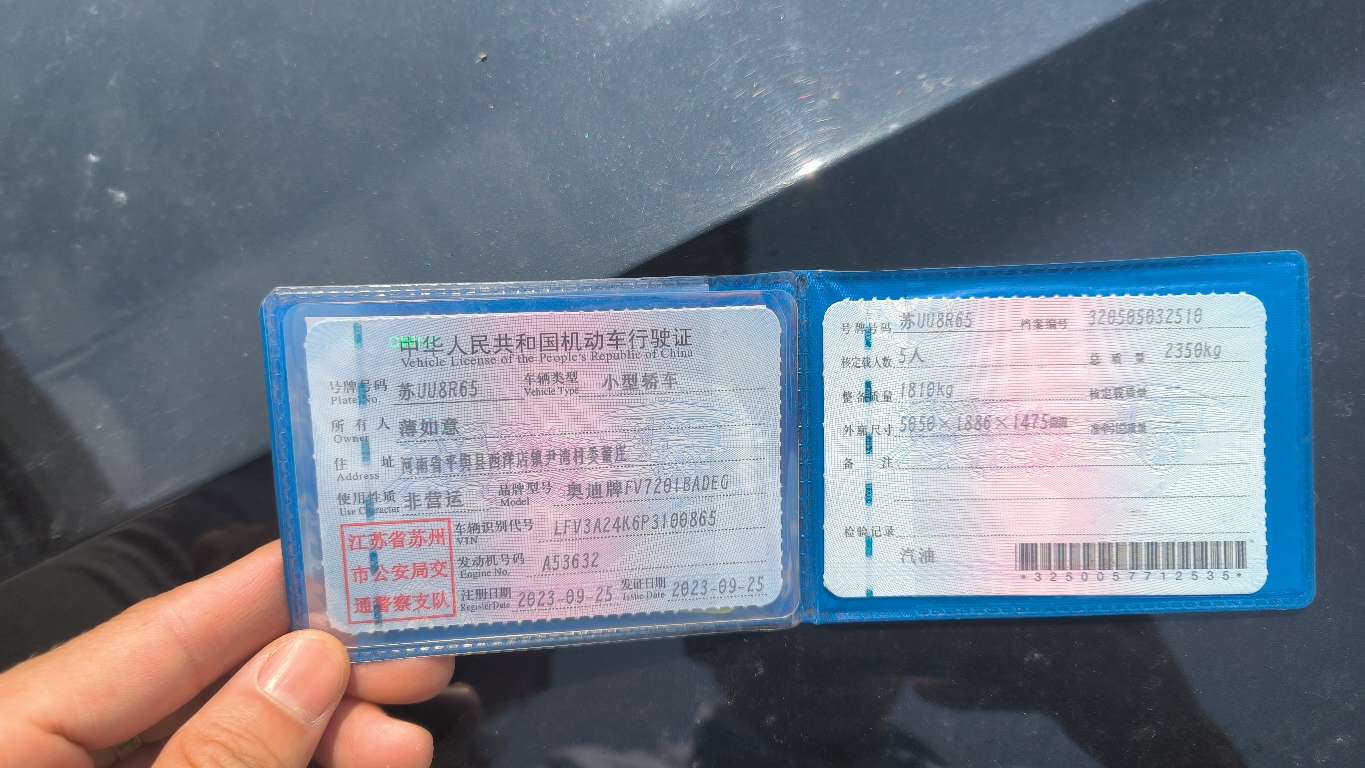 中华人民共和国机动车行驶证
Vehicle License of the People's Republic of China
号牌号码 苏UU8R65 车辆类型 小型轿车
Plate No. Vehicle Type
所有人 薄如意
Owner
住址 河南省平舆县西洋店镇尹湾村
Address
使用性质 非营运 品牌型号 奥迪牌FV7201BADEG
Use Character Model
江苏省苏州
市公安局交
通警察支队
车辆识别代号 LFV3A24K6P3100865
VIN
发动机号码 A53632
Engine No.
注册日期 2023-09-25 发证日期 2023-09-25
Register Date Issue Date
号牌号码 苏UU8R65 档案编号 320505032510
核定载人数 5人 总质量 2350kg
整备质量 1810kg 核定载质量
外廓尺寸 5050×1886×1475mm 准牵引总质量
备注
检验记录
汽油
*3250057712535*